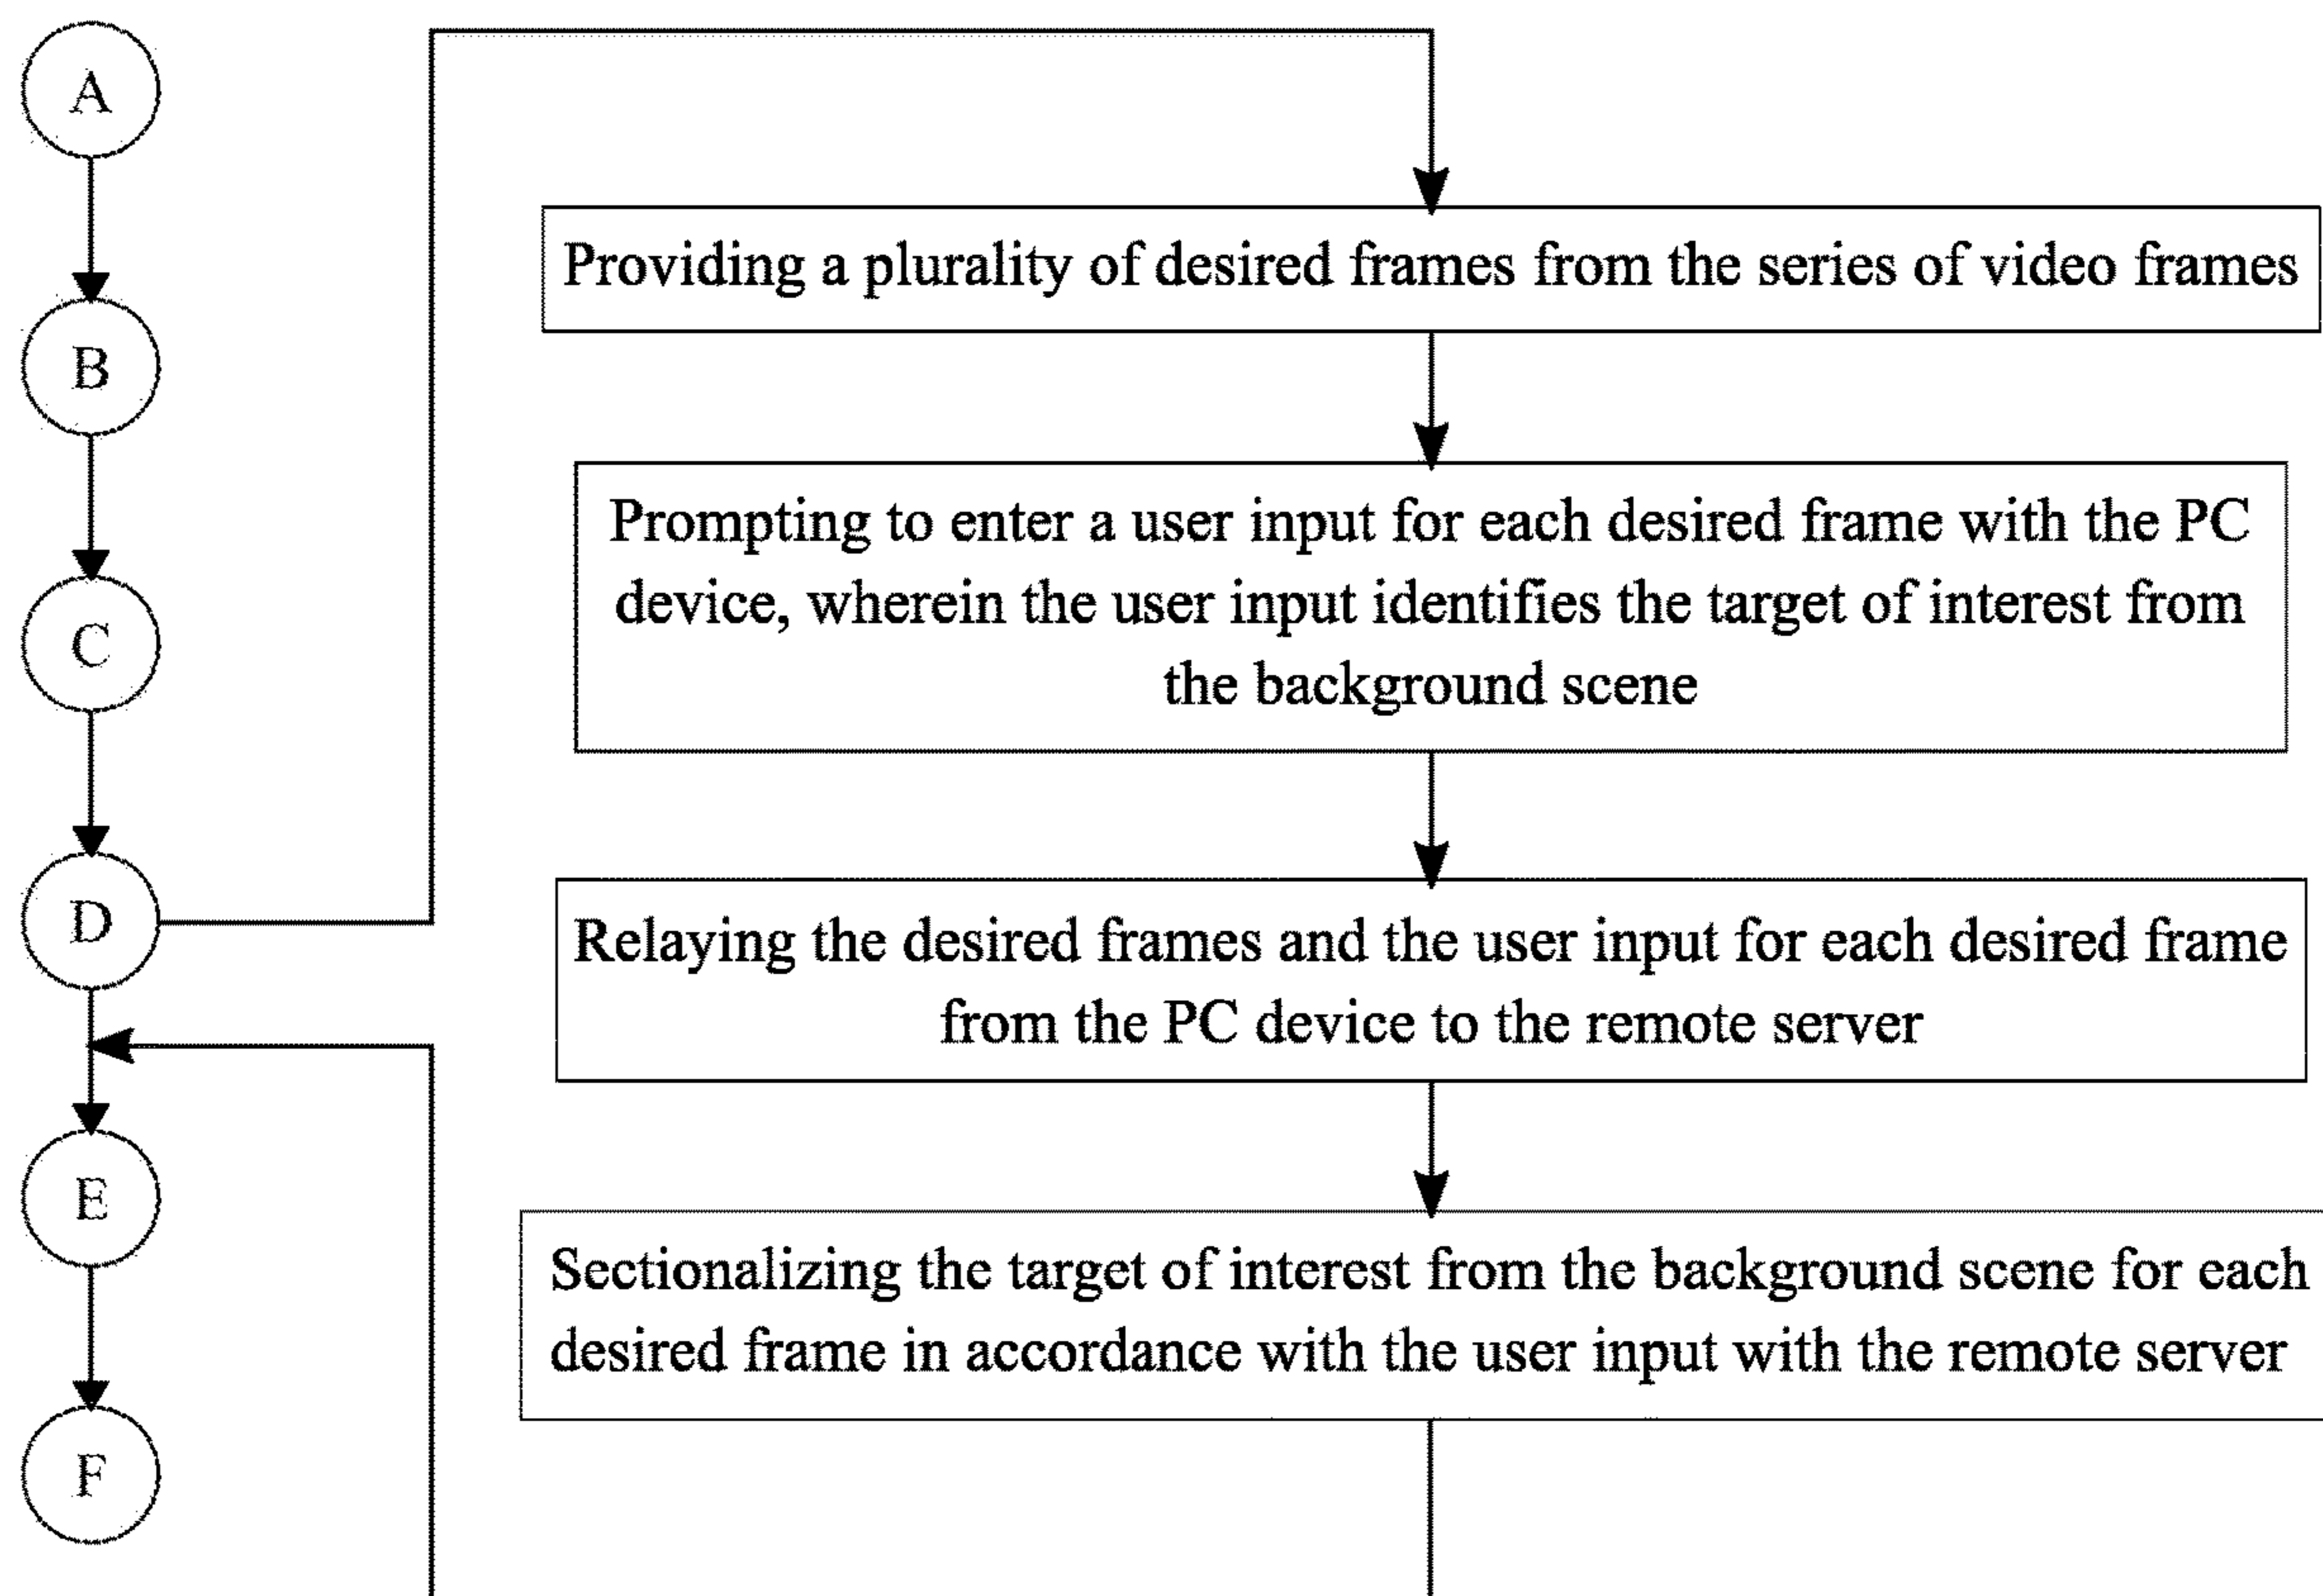 A
B
C
D
E
F
Providing a plurality of desired frames from the series of video frames
Prompting to enter a user input for each desired frame with the PC
device, wherein the user input identifies the target of interest from
the background scene
Relaying the desired frames and the user input for each desired frame
from the PC device to the remote server
Sectionalizing the target of interest from the background scene for each
desired frame in accordance with the user input with the remote server